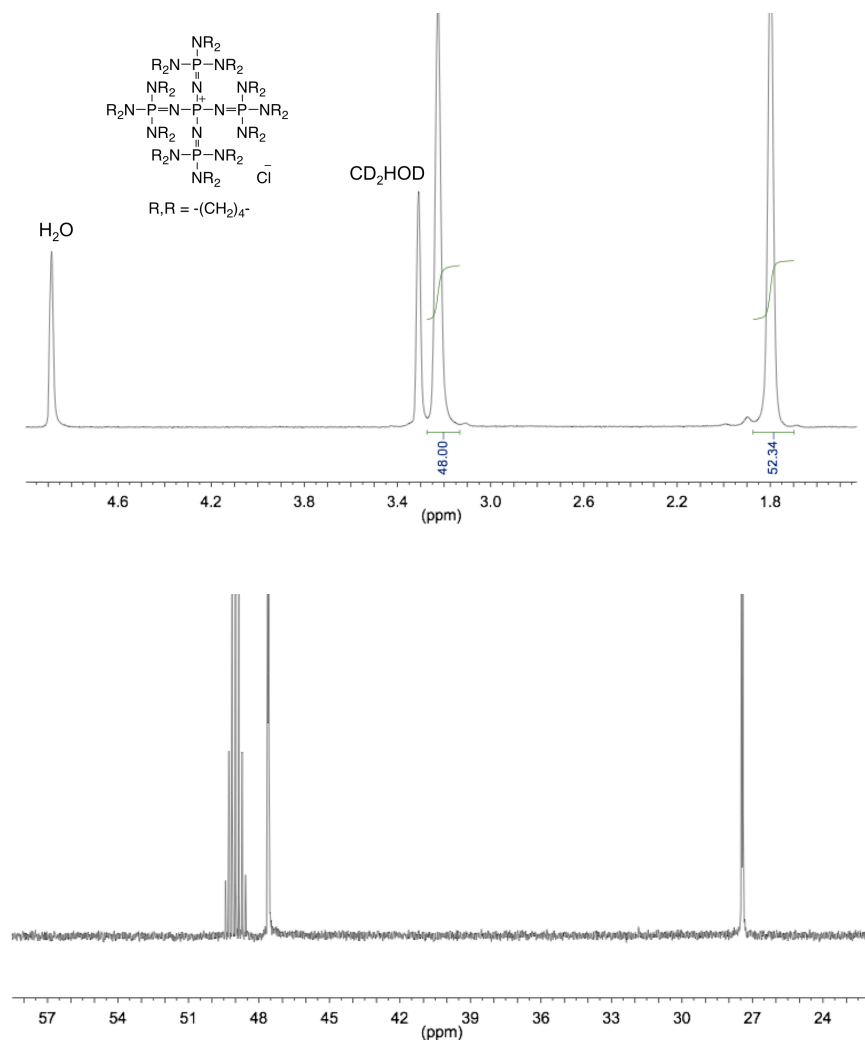 NR2
R2N-P-NR2
NR2 N NR2
R2N-P=N-P-N=P-NR2
+
NR2 N NR2
R2N-P-NR2
NR2
Cl
−
R,R = -(CH2)4-
H2O
CD2HOD
48.00
52.34
4.6 4.2 3.8 3.4 3.0 2.6 2.2 1.8
(ppm)
57 54 51 48 45 42 39 36 33 30 27 24
(ppm)